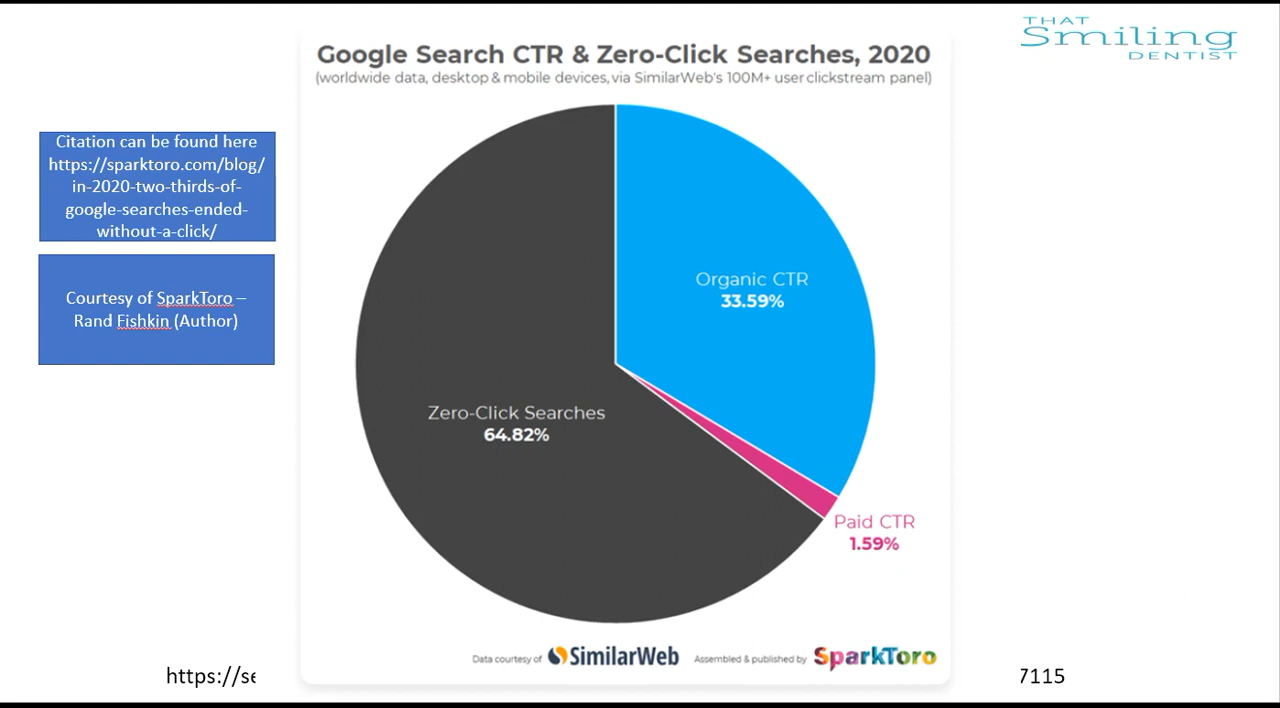 THAT
Smiling
DENTIST
Google Search CTR & Zero-Click Searches, 2020
(worldwide data, desktop & mobile devices, via SimilarWeb's 100M+ user clickstream panel)
Citation can be found here
https://sparktoro.com/blog/
in-2020-two-thirds-of-
google-searches-ended-
without-a-click/
Courtesy of SparkToro –
Rand Fishkin (Author)
Organic CTR
33.59%
Zero-Click Searches
64.82%
Paid CTR
1.59%
Data courtesy of SimilarWeb Assembled & published by SparkToro
https://se
7115